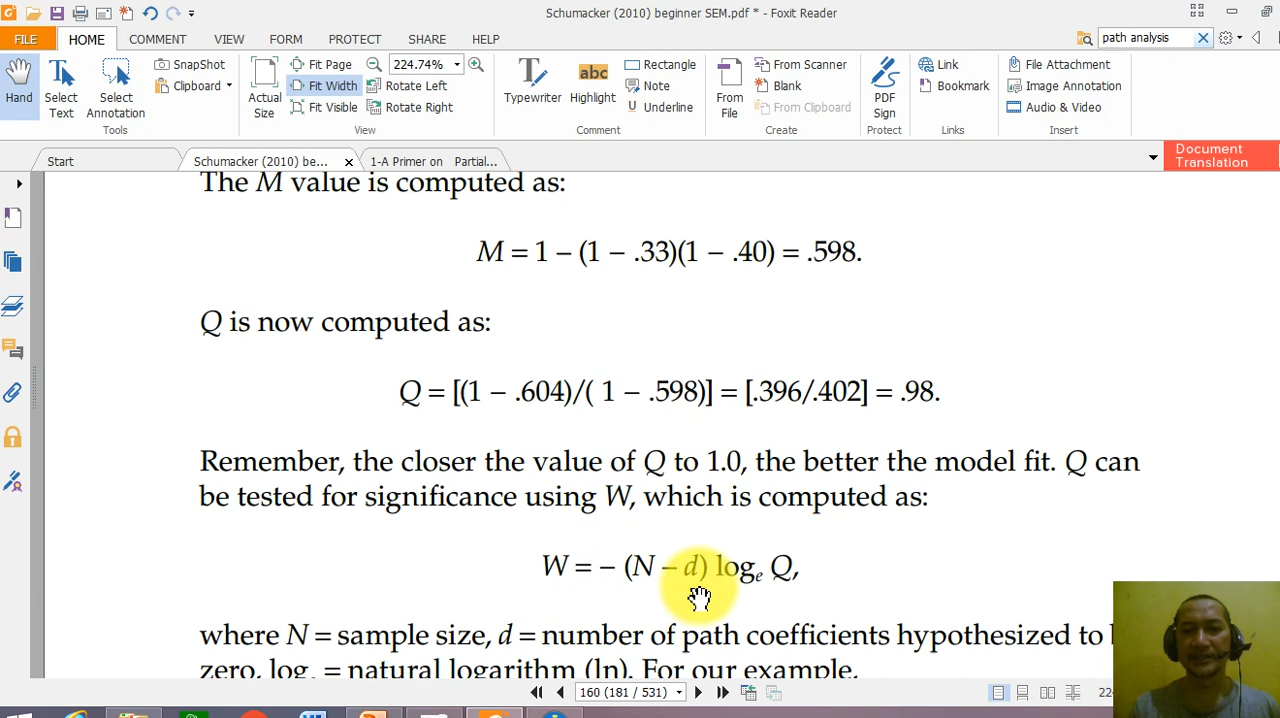 Schumacker (2010) beginner SEM.pdf * - Foxit Reader
FILE HOME COMMENT VIEW FORM PROTECT SHARE HELP
path analysis
Hand
Select Text
Select Annotation
SnapShot
Clipboard
Tools
Actual Size
Fit Page
Fit Width
Fit Visible
224.74%
Rotate Left
Rotate Right
View
Typewriter
abc
Highlight
Rectangle
Note
Underline
Comment
From File
From Scanner
Blank
From Clipboard
Create
PDF Sign
Protect
Link
Bookmark
Links
File Attachment
Image Annotation
Audio & Video
Insert
Start
Schumacker (2010) be...
1-A Primer on Partial...
Document Translation
The M value is computed as:
M = 1 – (1 – .33)(1 – .40) = .598.
Q is now computed as:
Q = [(1 – .604)/( 1 – .598)] = [.396/.402] = .98.
Remember, the closer the value of Q to 1.0, the better the model fit. Q can
be tested for significance using W, which is computed as:
W = – (N – d) logₑ Q,
where N = sample size, d = number of path coefficients hypothesized to
zero, logₑ = natural logarithm (ln). For our example,
160 (181 / 531)